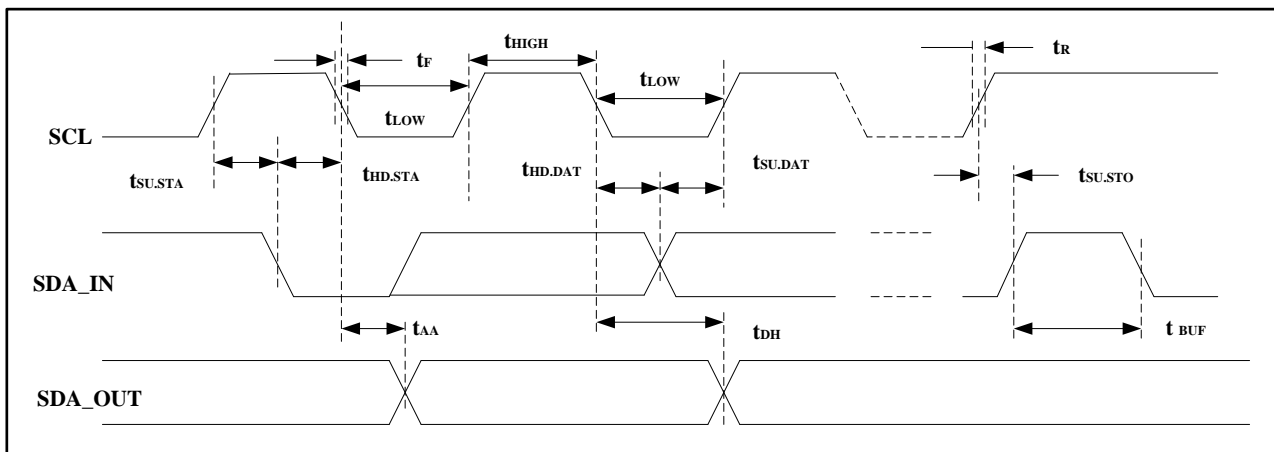 tHIGH
tF
tR
tLOW
tLOW
SCL
tSU.STA
tHD.STA
tHD.DAT
tSU.DAT
tSU.STO
SDA_IN
tAA
tDH
t BUF
SDA_OUT